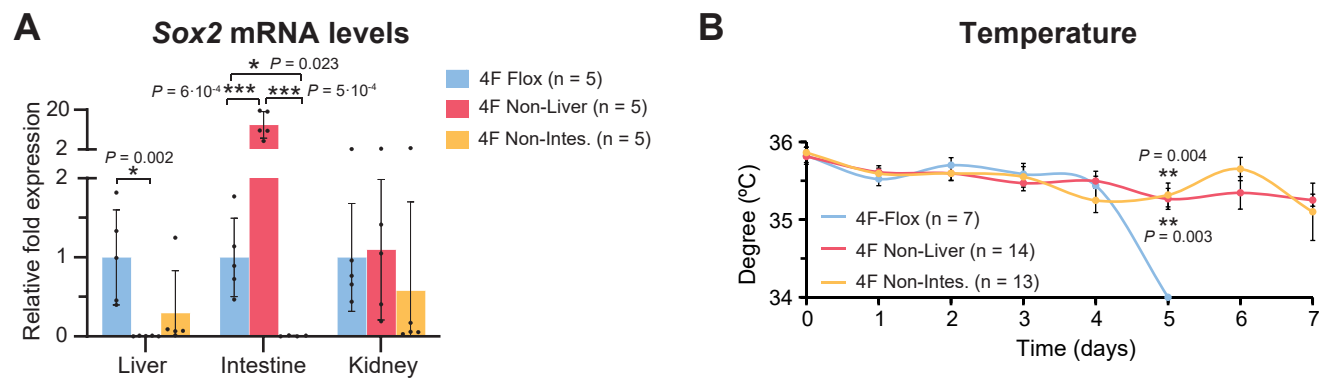 A
Sox2 mRNA levels
* P = 0.023
P = 6·10-4 *** *** P = 5·10-4
4F Flox (n = 5)
4F Non-Liver (n = 5)
4F Non-Intes. (n = 5)
Relative fold expression
20
2
2
1
0
P = 0.002
*
Liver Intestine Kidney
B
Temperature
Degree (ºC)
36
35
34
P = 0.004
**
**
P = 0.003
4F-Flox (n = 7)
4F Non-Liver (n = 14)
4F Non-Intes. (n = 13)
0 1 2 3 4 5 6 7
Time (days)